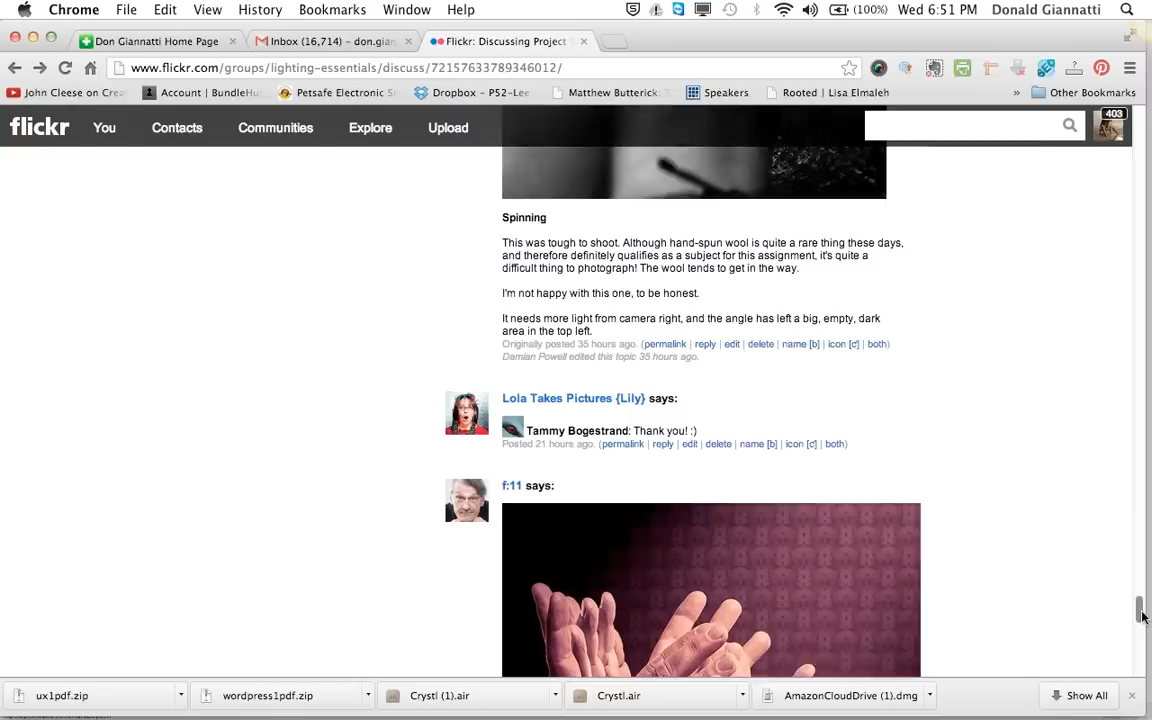 Chrome File Edit View History Bookmarks Window Help (100%) Wed 6:51 PM Donald Giannatti
Don Giannatti Home Page Inbox (16,714) – don.gian Flickr: Discussing Project
www.flickr.com/groups/lighting-essentials/discuss/72157633789346012/
John Cleese on Crea Account | BundleHu Petsafe Electronic S Dropbox – P52-Lee Matthew Butterick. Speakers Rooted | Lisa Elmaleh » Other Bookmarks
flickr You Contacts Communities Explore Upload 403
Spinning
This was tough to shoot. Although hand-spun wool is quite a rare thing these days,
and therefore definitely qualifies as a subject for this assignment, it's quite a
difficult thing to photograph! The wool tends to get in the way.
I'm not happy with this one, to be honest.
It needs more light from camera right, and the angle has left a big, empty, dark
area in the top left.
Originally posted 35 hours ago. (permalink | reply | edit | delete | name [b] | icon [ɗ] | both)
Damian Powell edited this topic 35 hours ago.
Lola Takes Pictures {Lily} says:
Tammy Bogestrand: Thank you! :)
Posted 21 hours ago. (permalink | reply | edit | delete | name [b] | icon [ɗ] | both)
f:11 says:
ux1pdf.zip wordpress1pdf.zip Crystl (1).air Crystl.air AmazonCloudDrive (1).dmg Show All